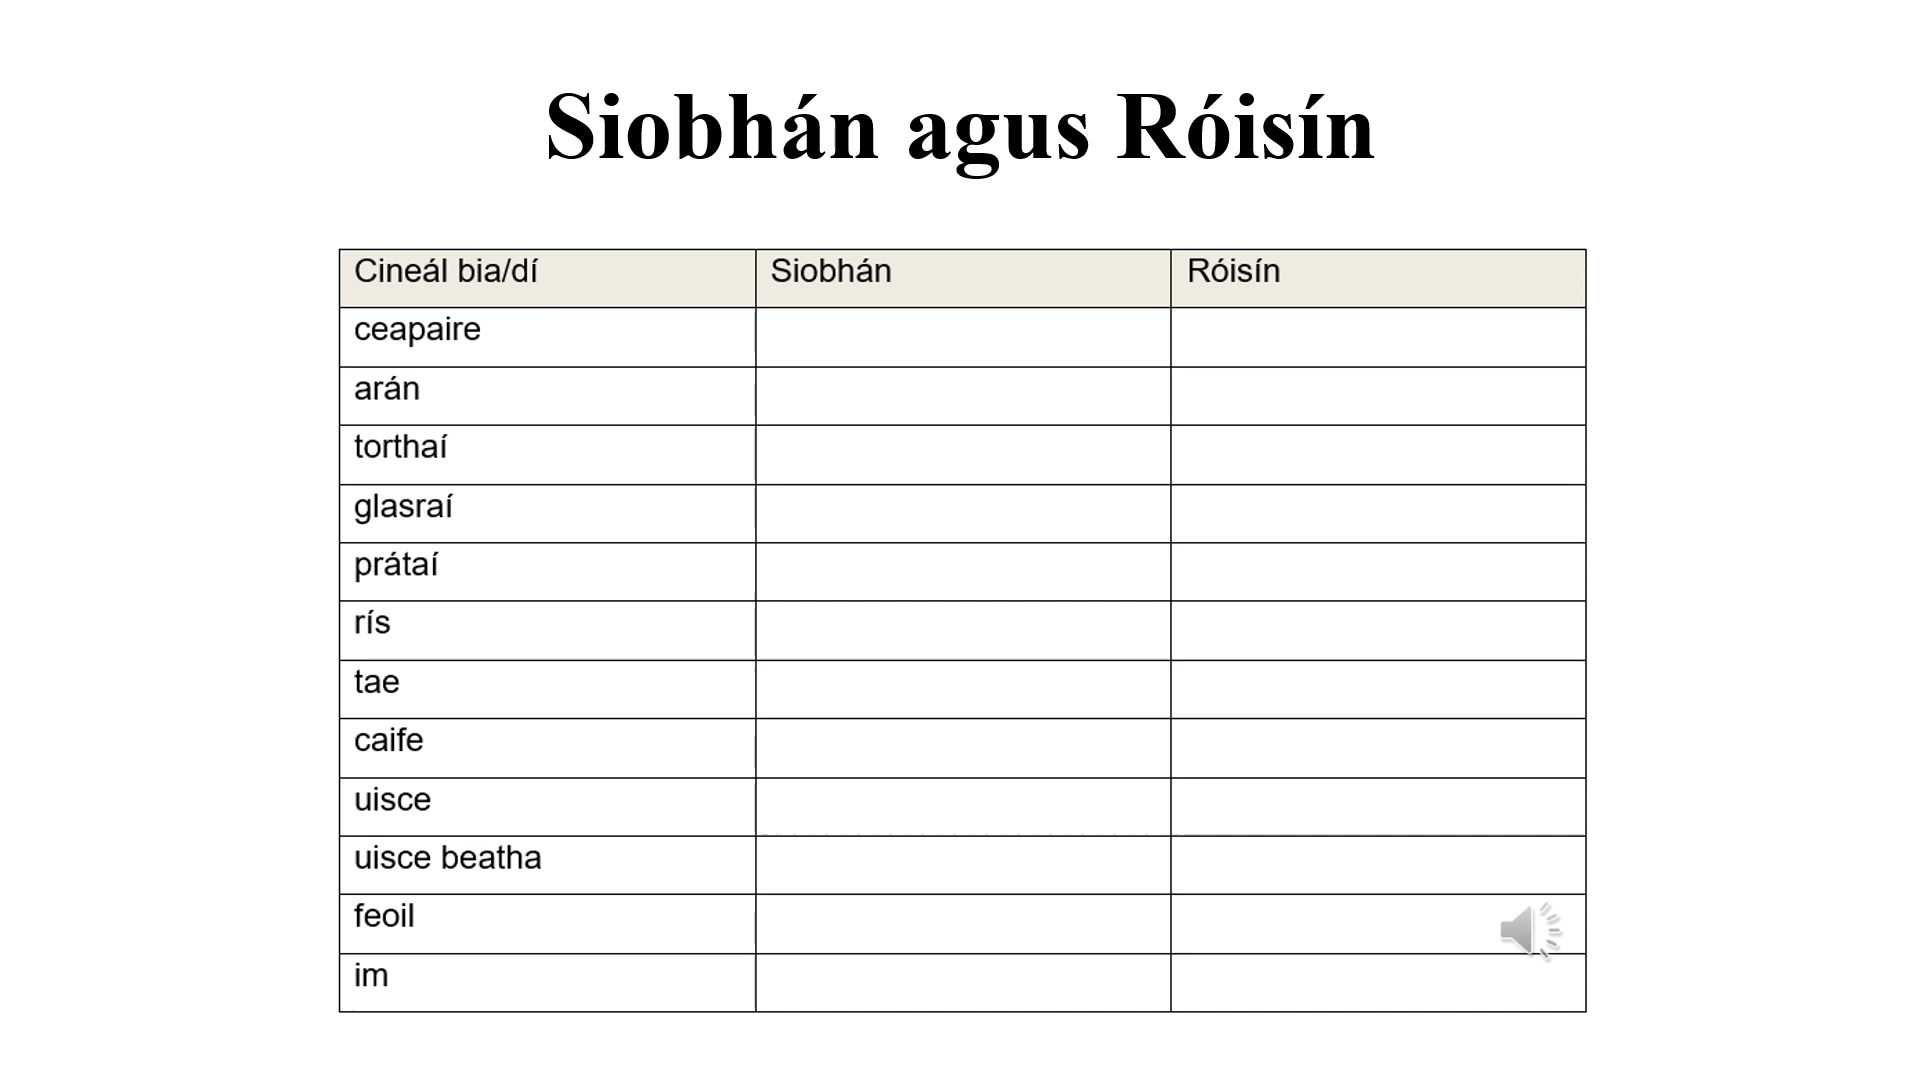 Siobhán agus Róisín
Cineál bia/dí Siobhán Róisín
ceapaire
arán
torthaí
glasraí
prátaí
rís
tae
caife
uisce
uisce beatha
feoil
im